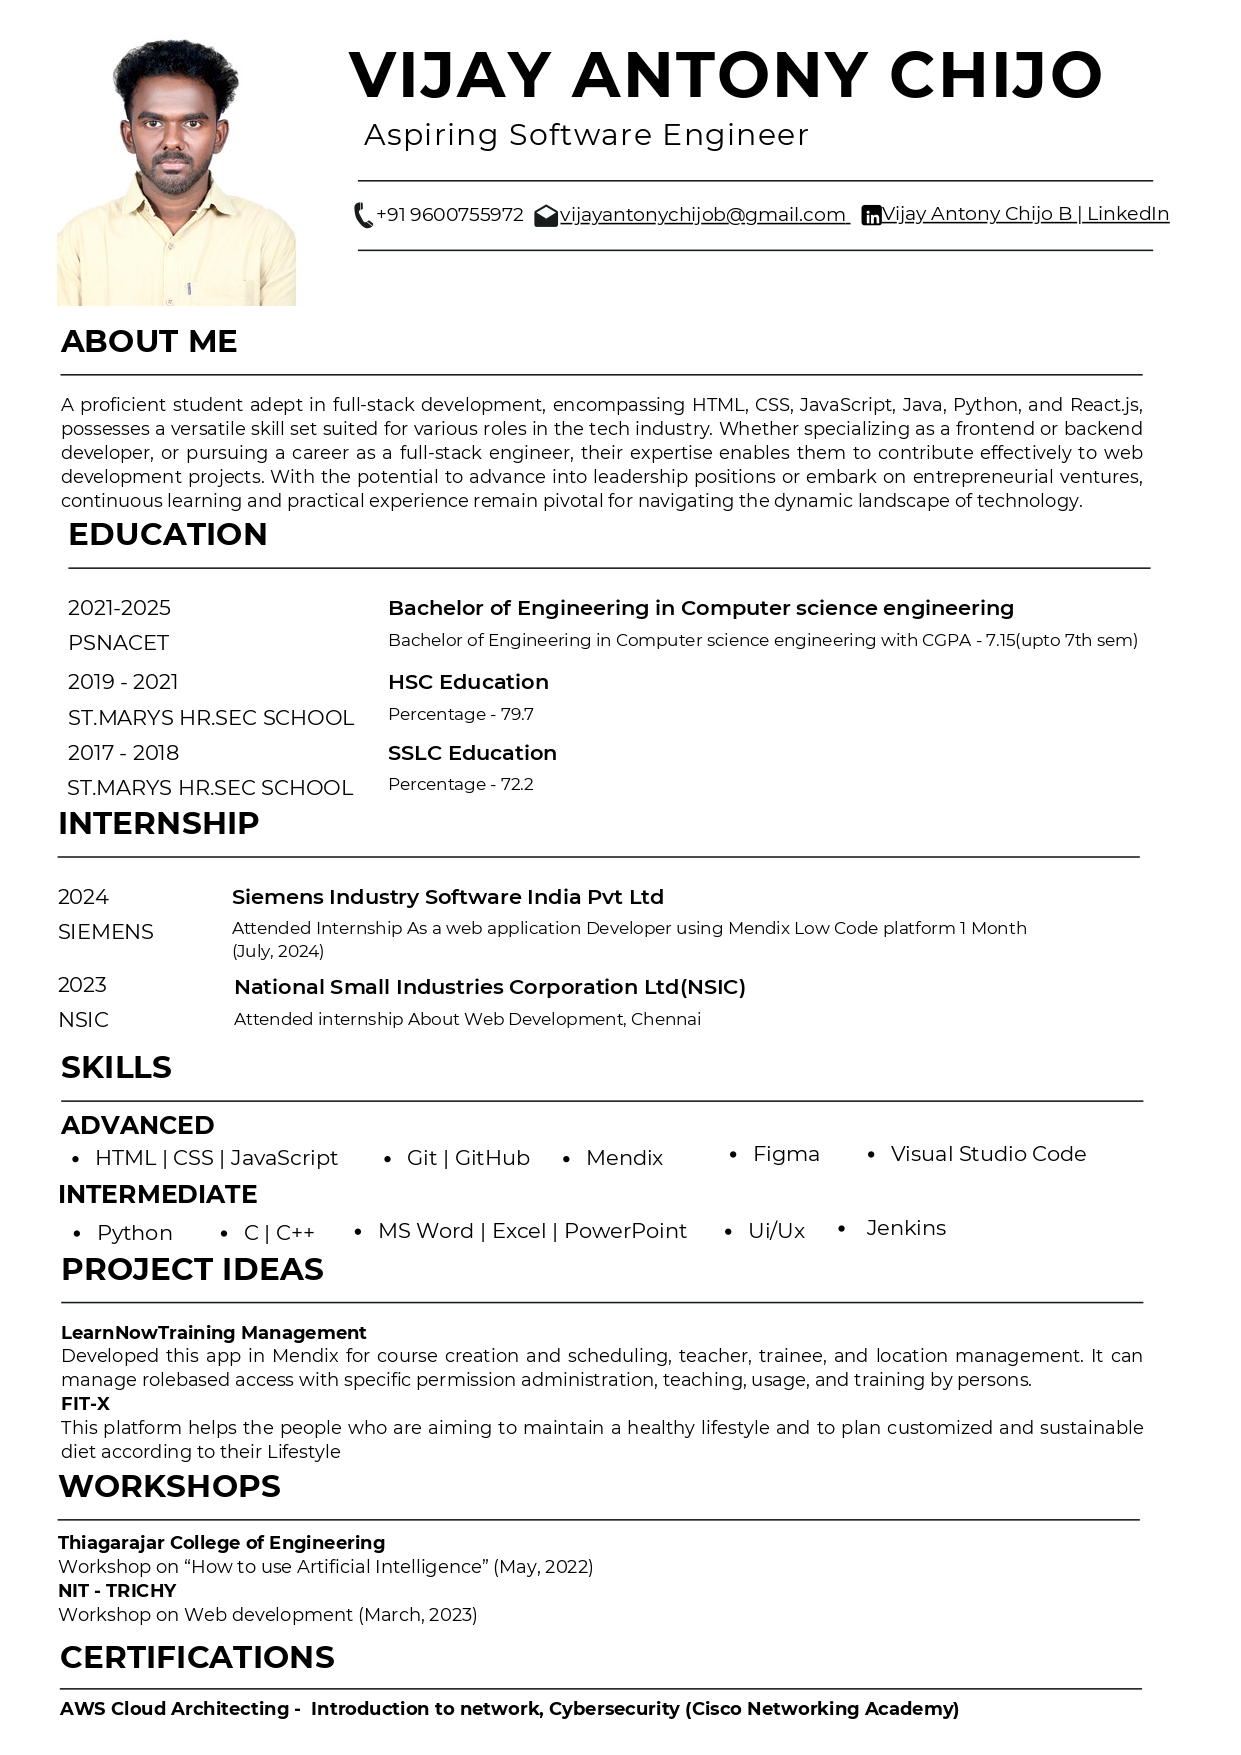 VIJAY ANTONY CHIJO
Aspiring Software Engineer
+91 9600755972 vijayantonychijob@gmail.com Vijay Antony Chijo B | LinkedIn
ABOUT ME
A proficient student adept in full-stack development, encompassing HTML, CSS, JavaScript, Java, Python, and React.js,
possesses a versatile skill set suited for various roles in the tech industry. Whether specializing as a frontend or backend
developer, or pursuing a career as a full-stack engineer, their expertise enables them to contribute effectively to web
development projects. With the potential to advance into leadership positions or embark on entrepreneurial ventures,
continuous learning and practical experience remain pivotal for navigating the dynamic landscape of technology.
EDUCATION
2021-2025 Bachelor of Engineering in Computer science engineering
PSNACET Bachelor of Engineering in Computer science engineering with CGPA - 7.15(upto 7th sem)
2019 - 2021 HSC Education
ST.MARYS HR.SEC SCHOOL Percentage - 79.7
2017 - 2018 SSLC Education
ST.MARYS HR.SEC SCHOOL Percentage - 72.2
INTERNSHIP
2024 Siemens Industry Software India Pvt Ltd
SIEMENS Attended Internship As a web application Developer using Mendix Low Code platform 1 Month
(July, 2024)
2023 National Small Industries Corporation Ltd(NSIC)
NSIC Attended internship About Web Development, Chennai
SKILLS
ADVANCED
• HTML | CSS | JavaScript • Git | GitHub • Mendix • Figma • Visual Studio Code
INTERMEDIATE
• Python • C | C++ • MS Word | Excel | PowerPoint • Ui/Ux • Jenkins
PROJECT IDEAS
LearnNowTraining Management
Developed this app in Mendix for course creation and scheduling, teacher, trainee, and location management. It can
manage rolebased access with specific permission administration, teaching, usage, and training by persons.
FIT-X
This platform helps the people who are aiming to maintain a healthy lifestyle and to plan customized and sustainable
diet according to their Lifestyle
WORKSHOPS
Thiagarajar College of Engineering
Workshop on “How to use Artificial Intelligence” (May, 2022)
NIT - TRICHY
Workshop on Web development (March, 2023)
CERTIFICATIONS
AWS Cloud Architecting - Introduction to network, Cybersecurity (Cisco Networking Academy)